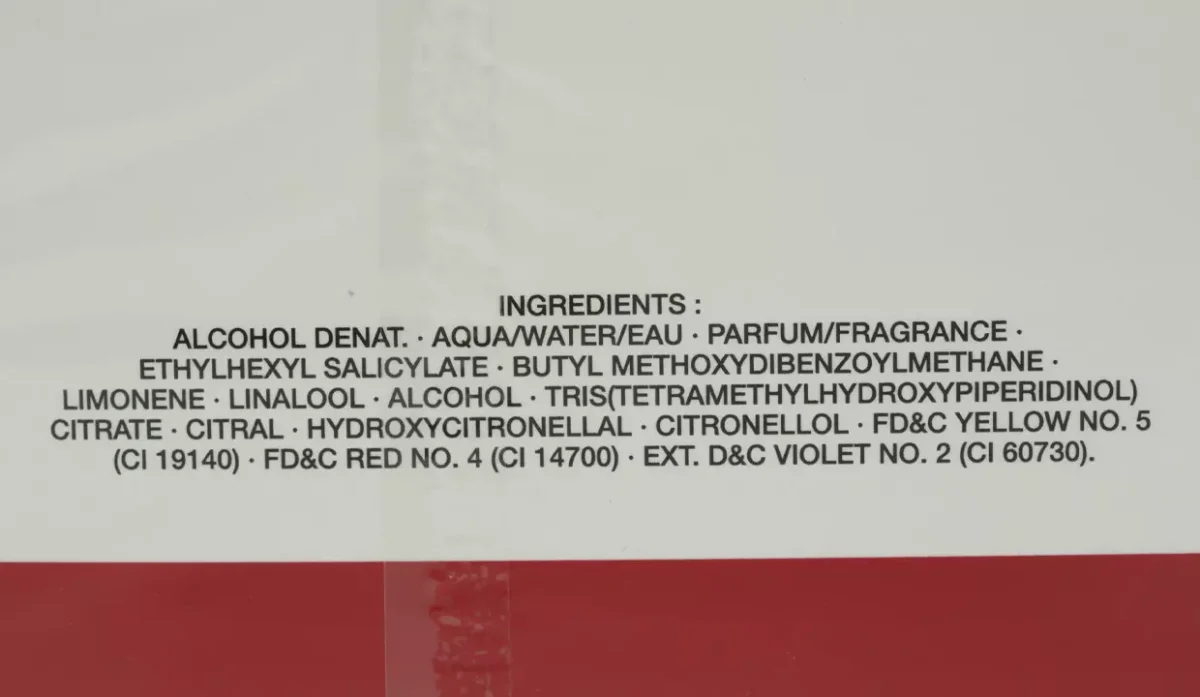 INGREDIENTS :
ALCOHOL DENAT. · AQUA/WATER/EAU · PARFUM/FRAGRANCE ·
ETHYLHEXYL SALICYLATE · BUTYL METHOXYDIBENZOYLMETHANE ·
LIMONENE · LINALOOL · ALCOHOL · TRIS(TETRAMETHYLHYDROXYPIPERIDINOL)
CITRATE · CITRAL · HYDROXYCITRONELLAL · CITRONELLOL · FD&C YELLOW NO. 5
(CI 19140) · FD&C RED NO. 4 (CI 14700) · EXT. D&C VIOLET NO. 2 (CI 60730).